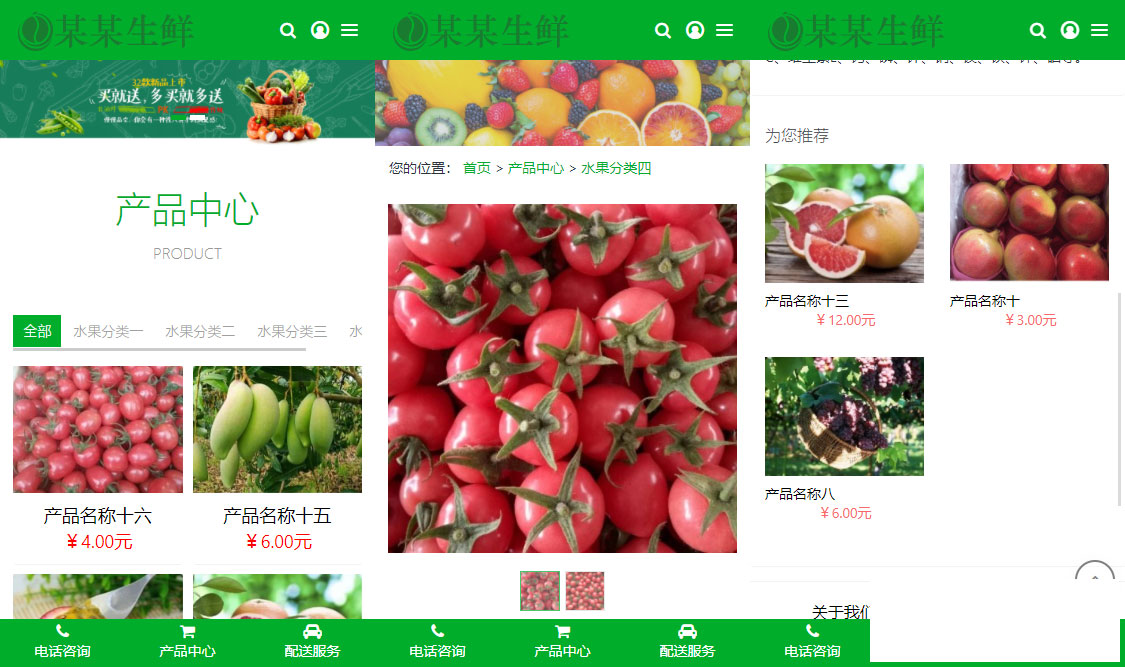 某某生鲜
32款新品上市
买就送，多买就多送
产品中心
PRODUCT
全部 水果分类一 水果分类二 水果分类三 水
产品名称十六
￥4.00元
产品名称十五
￥6.00元
电话咨询 产品中心 配送服务
某某生鲜
您的位置： 首页 > 产品中心 > 水果分类四
电话咨询 产品中心 配送服务
某某生鲜
为您推荐
产品名称十三
￥12.00元
产品名称十
￥3.00元
产品名称八
￥6.00元
关于我们
电话咨询